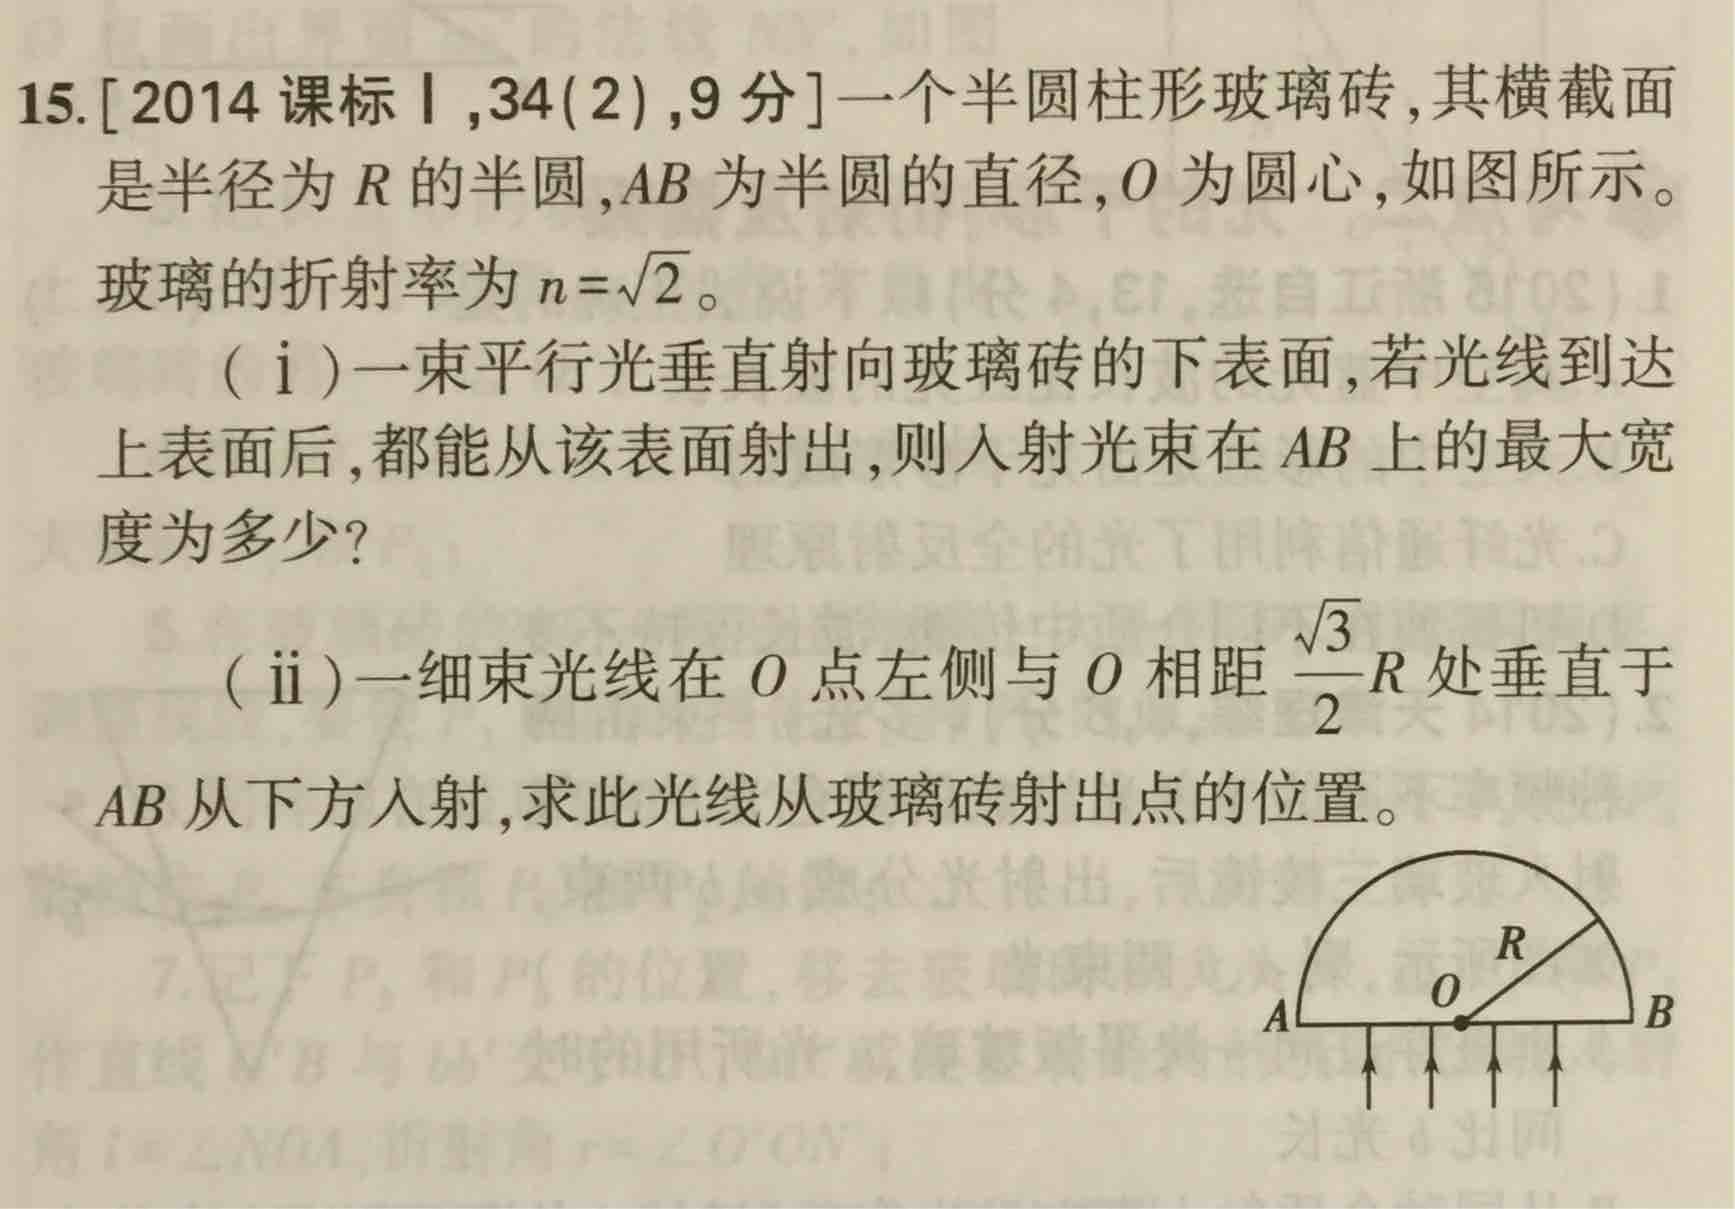 15. [2014 课标Ⅰ,34(2),9 分]一个半圆柱形玻璃砖,其横截面
是半径为 R 的半圆,AB 为半圆的直径,O 为圆心,如图所示。
玻璃的折射率为 n=√2。
(ⅰ)一束平行光垂直射向玻璃砖的下表面,若光线到达
上表面后,都能从该表面射出,则入射光束在 AB 上的最大宽
度为多少?
(ⅱ)一细束光线在 O 点左侧与 O 相距 √3/2 R 处垂直于
AB 从下方入射,求此光线从玻璃砖射出点的位置。
R
O
A
B